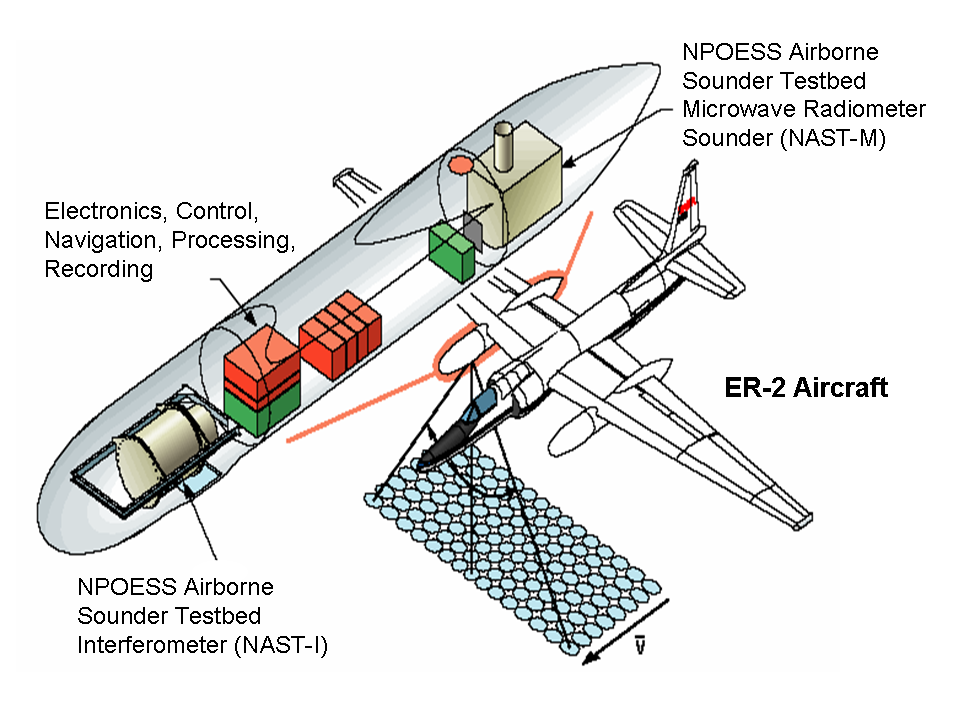 NPOESS Airborne
Sounder Testbed
Microwave Radiometer
Sounder (NAST-M)
Electronics, Control,
Navigation, Processing,
Recording
ER-2 Aircraft
NPOESS Airborne
Sounder Testbed
Interferometer (NAST-I)
v̄